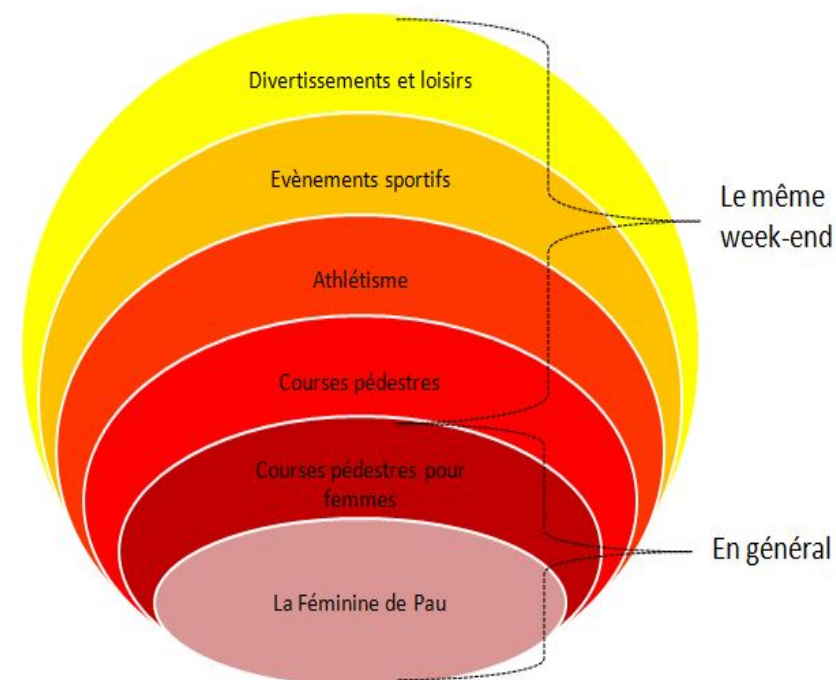 Divertissements et loisirs
Evènements sportifs
Le même
week-end
Athlétisme
Courses pédestres
Courses pédestres pour
femmes
En général
La Féminine de Pau